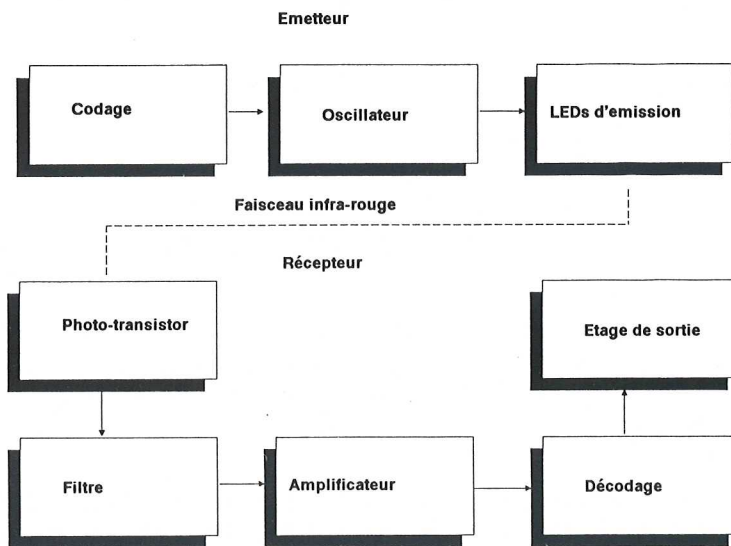 Emetteur
Codage
Oscillateur
LEDs d'emission
Faisceau infra-rouge
Récepteur
Photo-transistor
Etage de sortie
Filtre
Amplificateur
Décodage